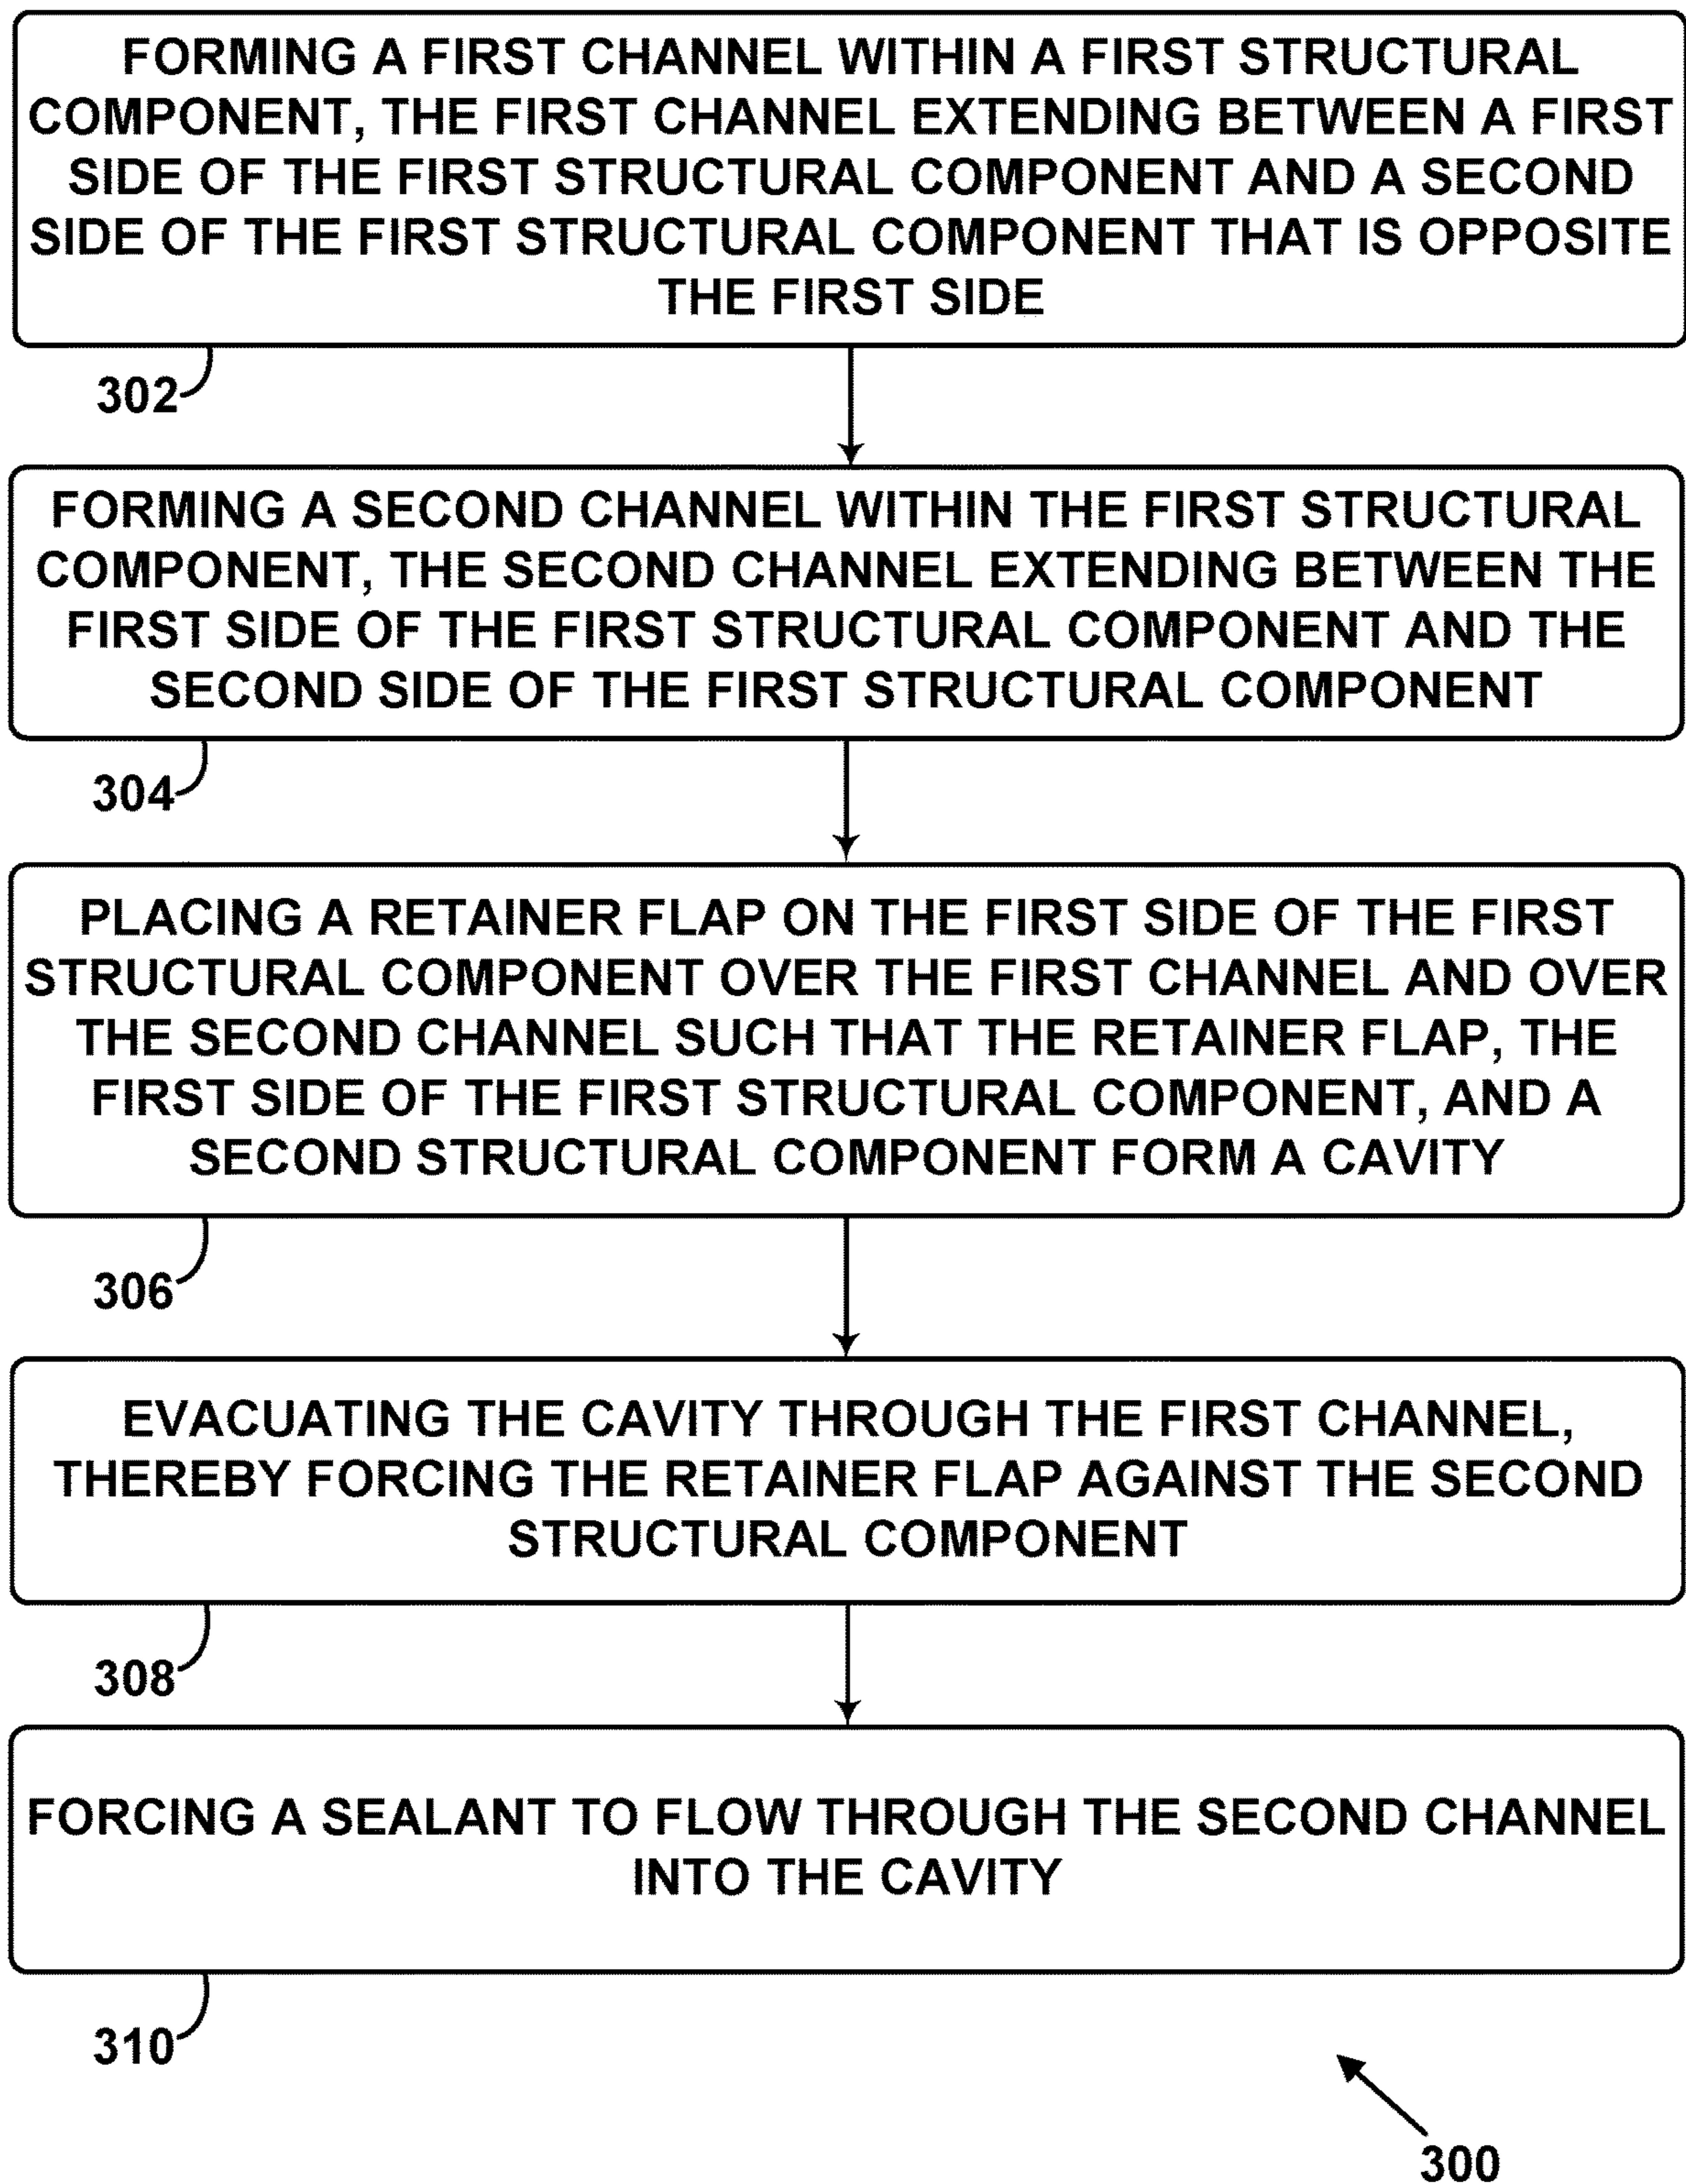 FORMING A FIRST CHANNEL WITHIN A FIRST STRUCTURAL
COMPONENT, THE FIRST CHANNEL EXTENDING BETWEEN A FIRST
SIDE OF THE FIRST STRUCTURAL COMPONENT AND A SECOND
SIDE OF THE FIRST STRUCTURAL COMPONENT THAT IS OPPOSITE
THE FIRST SIDE
302
FORMING A SECOND CHANNEL WITHIN THE FIRST STRUCTURAL
COMPONENT, THE SECOND CHANNEL EXTENDING BETWEEN THE
FIRST SIDE OF THE FIRST STRUCTURAL COMPONENT AND THE
SECOND SIDE OF THE FIRST STRUCTURAL COMPONENT
304
PLACING A RETAINER FLAP ON THE FIRST SIDE OF THE FIRST
STRUCTURAL COMPONENT OVER THE FIRST CHANNEL AND OVER
THE SECOND CHANNEL SUCH THAT THE RETAINER FLAP, THE
FIRST SIDE OF THE FIRST STRUCTURAL COMPONENT, AND A
SECOND STRUCTURAL COMPONENT FORM A CAVITY
306
EVACUATING THE CAVITY THROUGH THE FIRST CHANNEL,
THEREBY FORCING THE RETAINER FLAP AGAINST THE SECOND
STRUCTURAL COMPONENT
308
FORCING A SEALANT TO FLOW THROUGH THE SECOND CHANNEL
INTO THE CAVITY
310
300